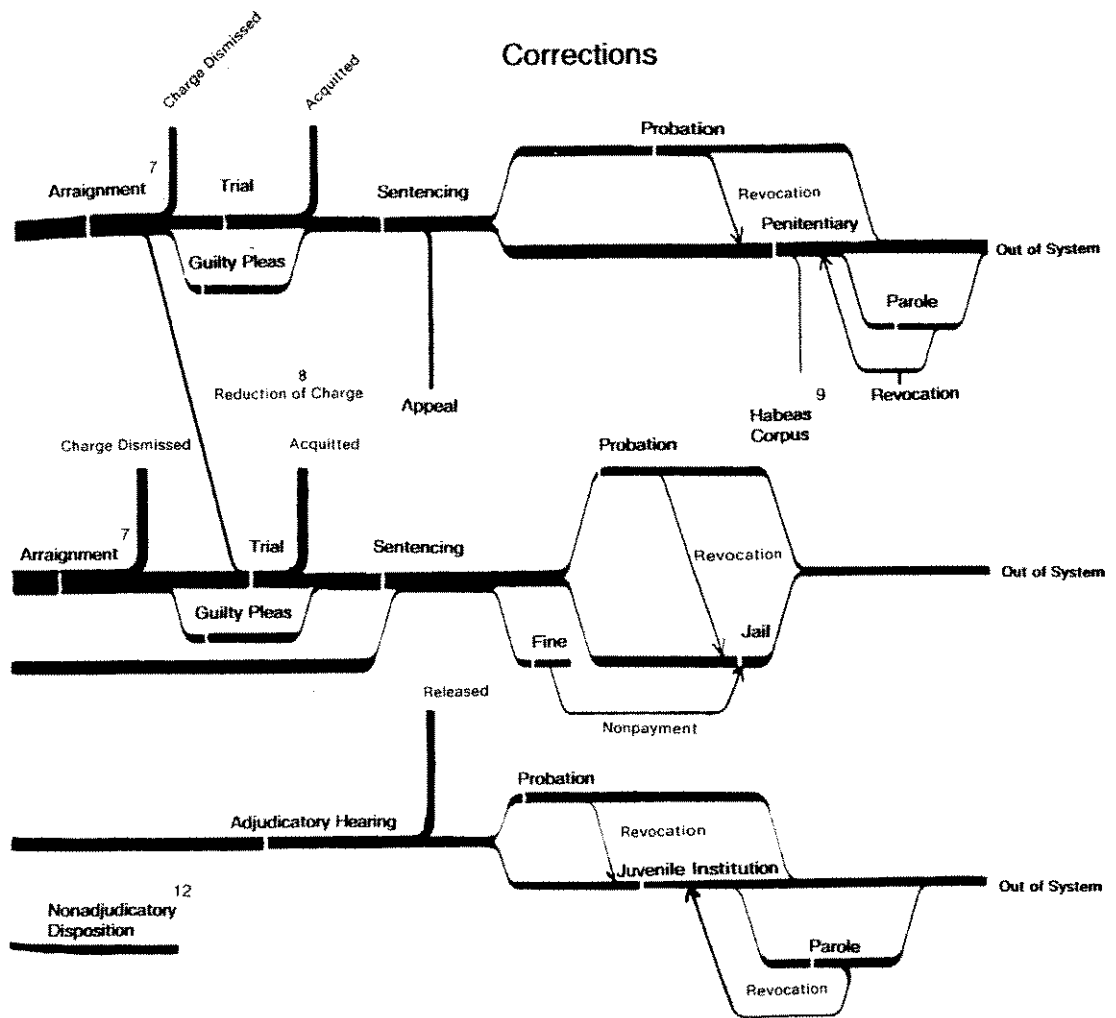 Corrections
Charge Dismissed
Acquitted
Probation
7
Arraignment
Trial
Sentencing
Revocation
Penitentiary
Out of System
Guilty Pleas
Parole
8
Reduction of Charge
Appeal
9
Habeas
Corpus
Revocation
Charge Dismissed
Acquitted
Probation
7
Arraignment
Trial
Sentencing
Revocation
Out of System
Guilty Pleas
Fine
Jail
Released
Nonpayment
Probation
Adjudicatory Hearing
Revocation
Juvenile Institution
Out of System
12
Nonadjudicatory
Disposition
Parole
Revocation